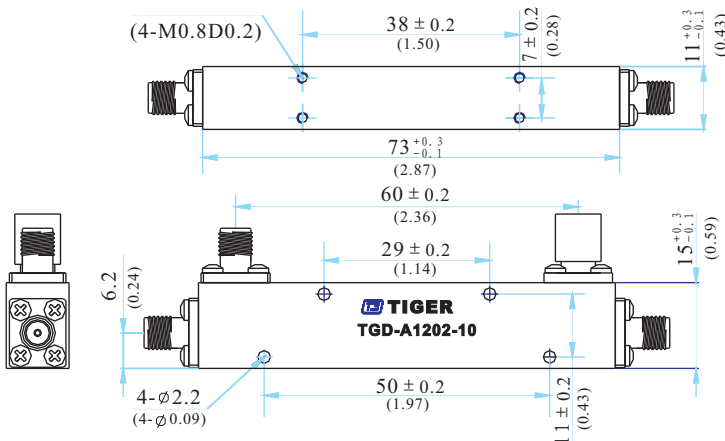 (4-M0.8D0.2)
38 ± 0.2
(1.50)
7 ± 0.2
(0.28)
11 +0.3 -0.1
(0.43)
73 +0.3 -0.1
(2.87)
60 ± 0.2
(2.36)
29 ± 0.2
(1.14)
15 +0.3 -0.1
(0.59)
6.2
(0.24)
TIGER
TGD-A1202-10
4-φ2.2
(4-φ0.09)
50 ± 0.2
(1.97)
11 ± 0.2
(0.43)